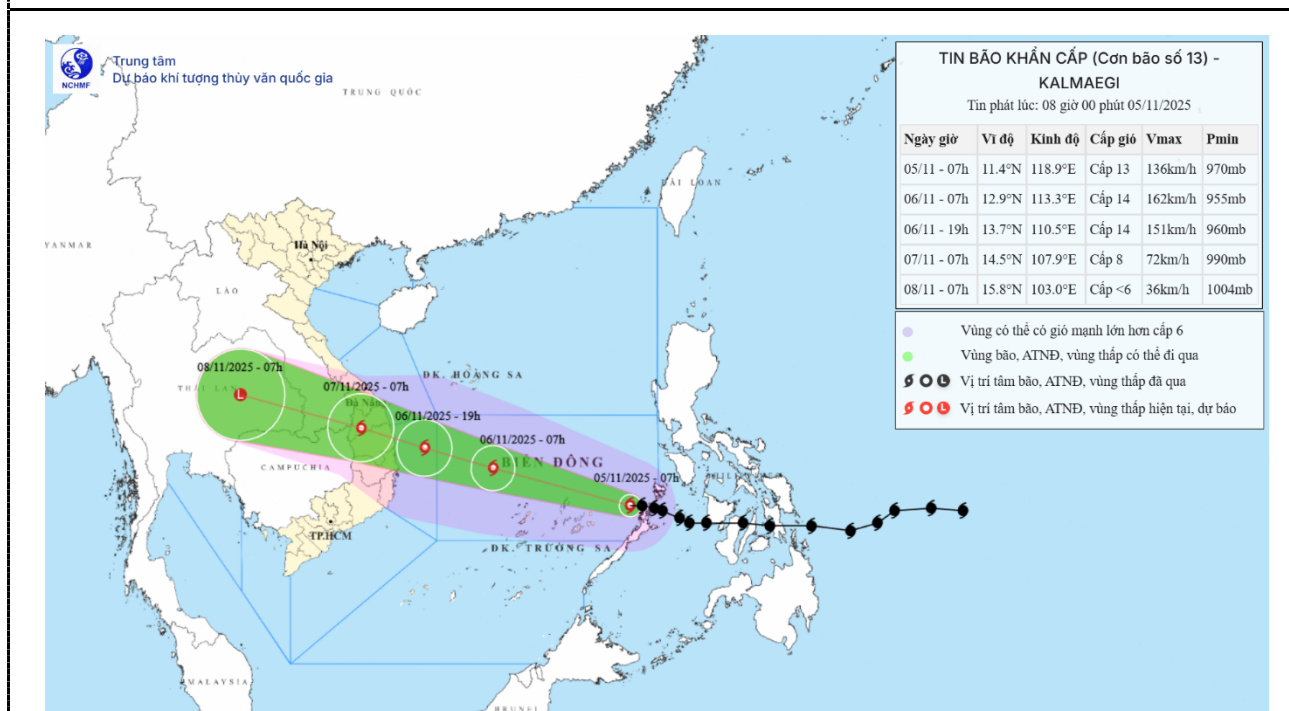 NCHMF
Trung tâm
Dự báo khí tượng thủy văn quốc gia
TIN BÃO KHẨN CẤP (Cơn bão số 13) -
KALMAEGI
Tin phát lúc: 08 giờ 00 phút 05/11/2025
Ngày giờ Vĩ độ Kinh độ Cấp gió Vmax Pmin
05/11 - 07h 11.4°N 118.9°E Cấp 13 136km/h 970mb
06/11 - 07h 12.9°N 113.3°E Cấp 14 162km/h 955mb
06/11 - 19h 13.7°N 110.5°E Cấp 14 151km/h 960mb
07/11 - 07h 14.5°N 107.9°E Cấp 8 72km/h 990mb
08/11 - 07h 15.8°N 103.0°E Cấp <6 36km/h 1004mb
Vùng có thể có gió mạnh lớn hơn cấp 6
Vùng bão, ATNĐ, vùng thấp có thể đi qua
L Vị trí tâm bão, ATNĐ, vùng thấp đã qua
L Vị trí tâm bão, ATNĐ, vùng thấp hiện tại, dự báo
TRUNG QUỐC
ĐÀI LOAN
YANMAR
Hà Nội
LÀO
08/11/2025 - 07h
ĐK. HOÀNG SA
THÁI LAN
L
07/11/2025 - 07h
Đà Nẵng
06/11/2025 - 19h
06/11/2025 - 07h
BIỂN ĐÔNG
CAMPUCHIA
05/11/2025 - 07h
TP.HCM
ĐK. TRƯỜNG SA
MALAYSIA
BRUNEI